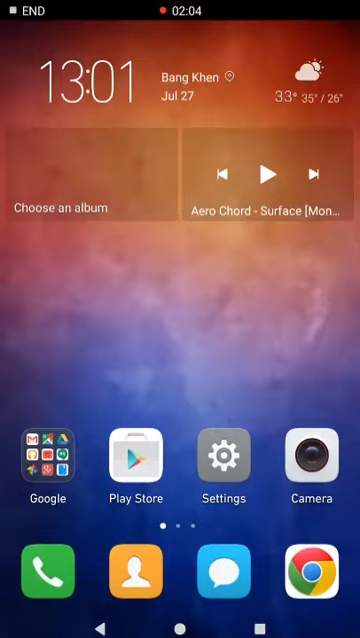 END
02:04
13:01
Bang Khen
Jul 27
33° 35° / 26°
Choose an album
Aero Chord - Surface [Mon...
Google
Play Store
Settings
Camera